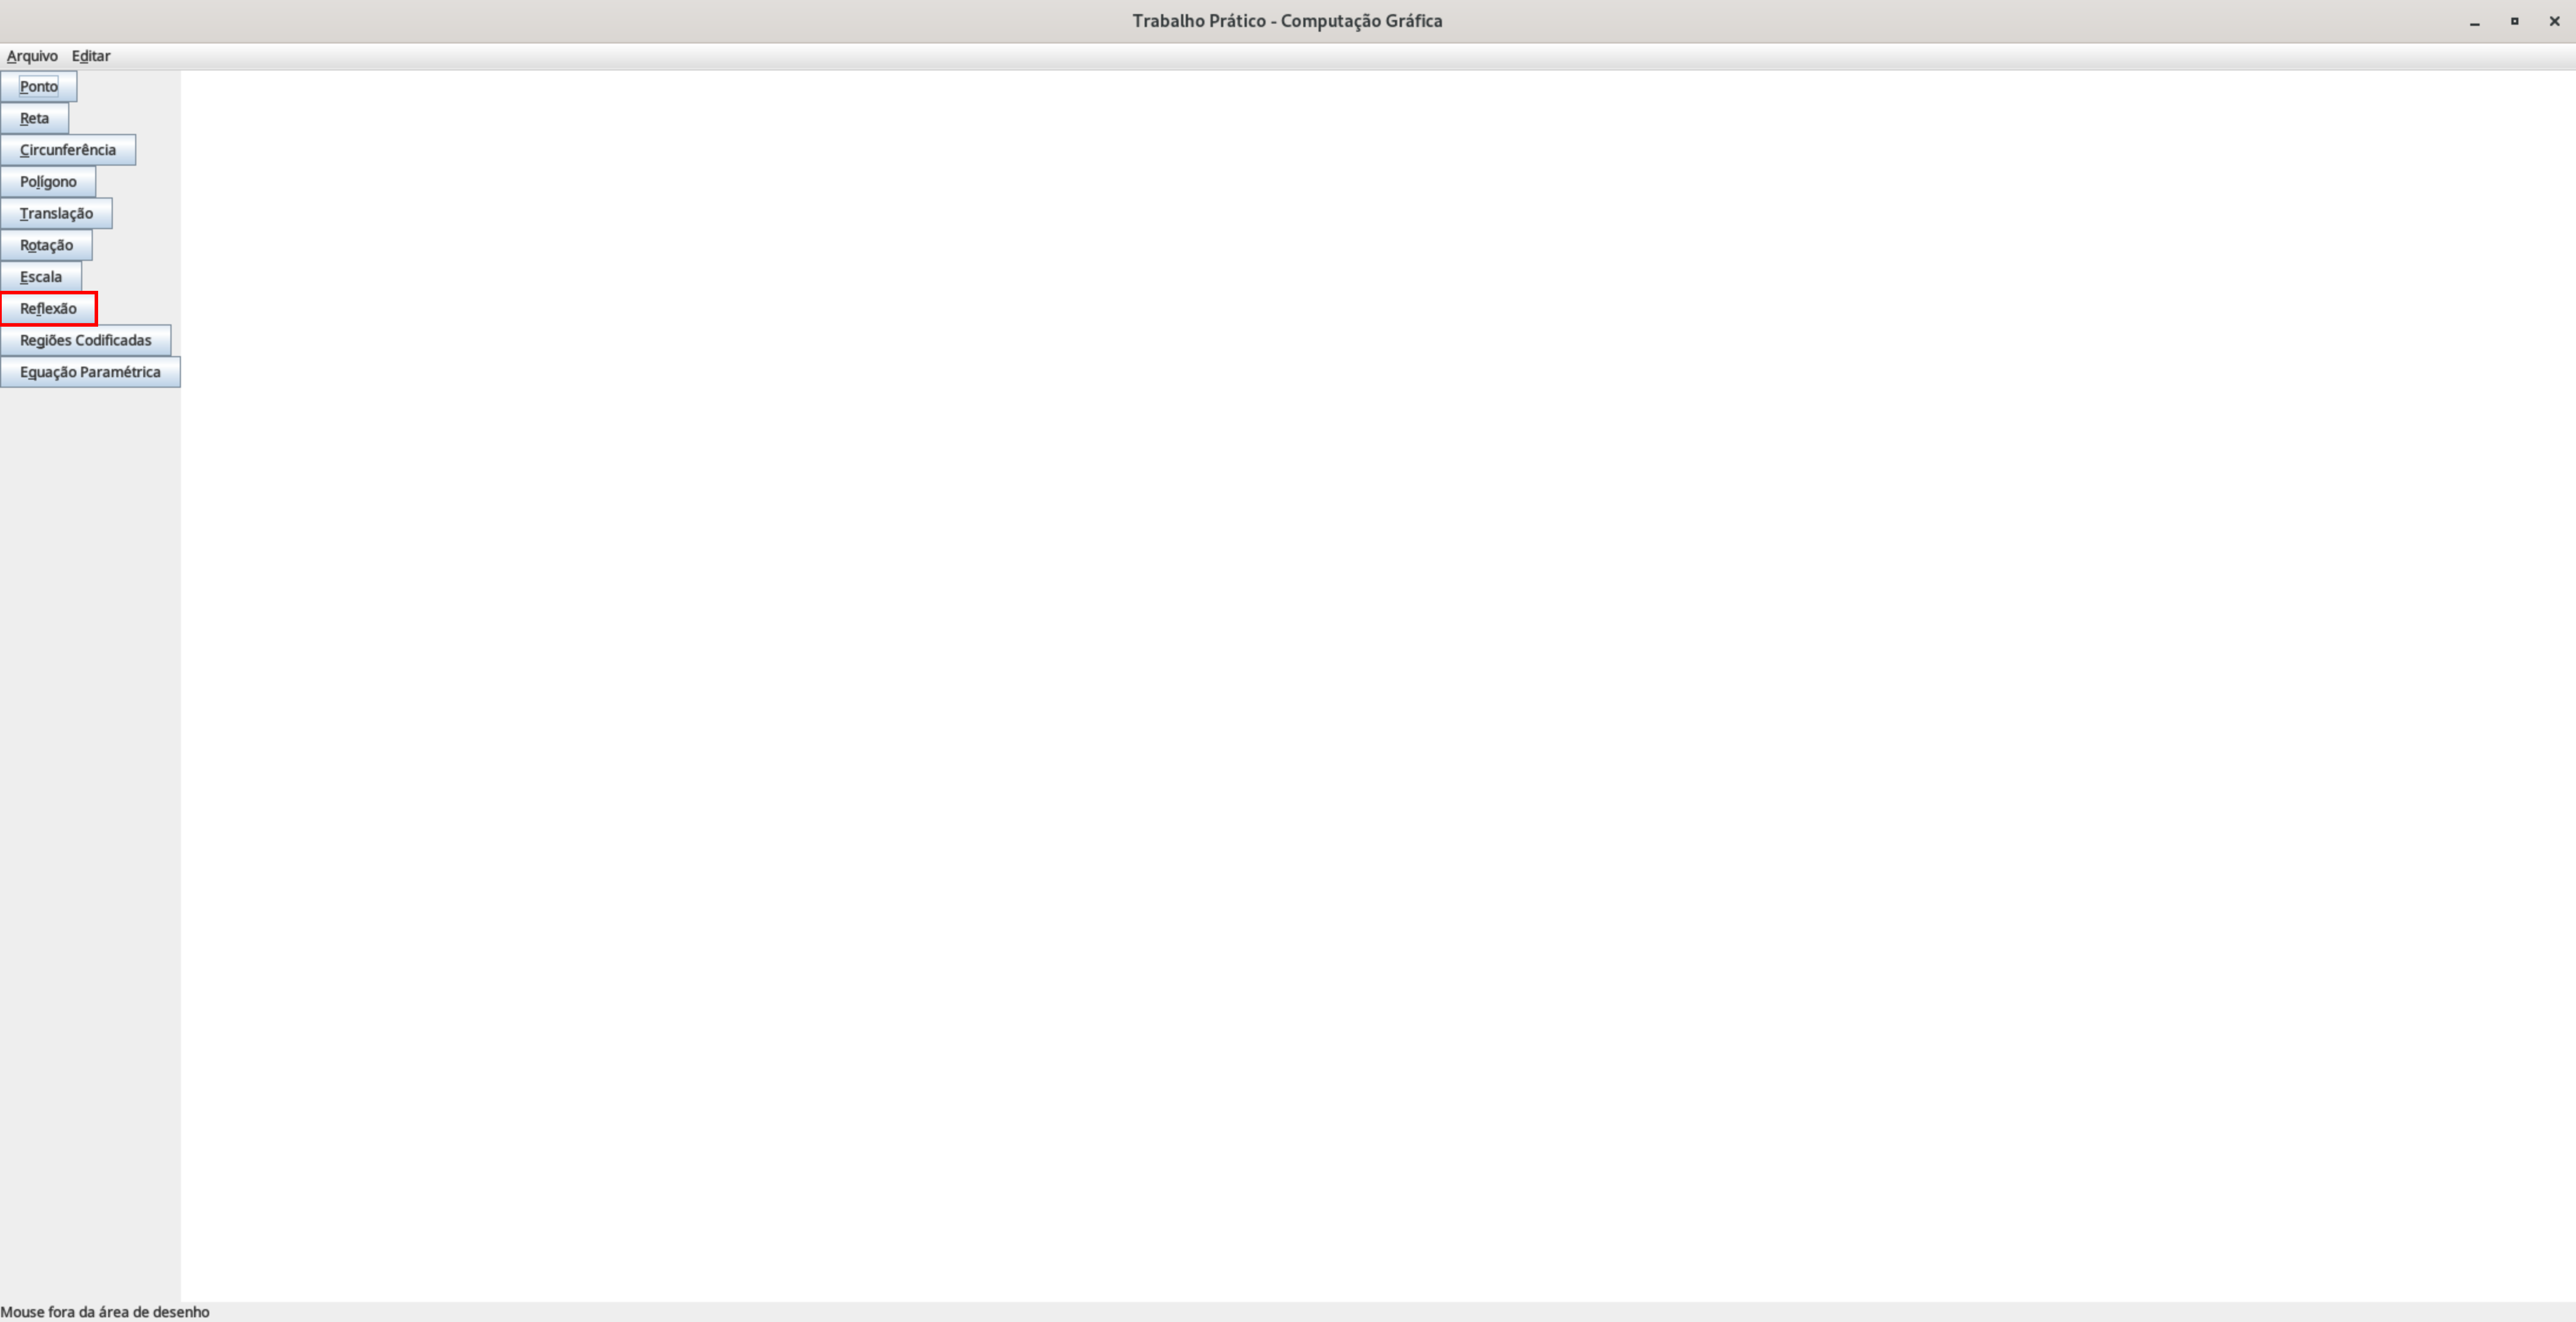 Trabalho Prático - Computação Gráfica
Arquivo Editar
Ponto
Reta
Circunferência
Polígono
Translação
Rotação
Escala
Reflexão
Regiões Codificadas
Equação Paramétrica
Mouse fora da área de desenho